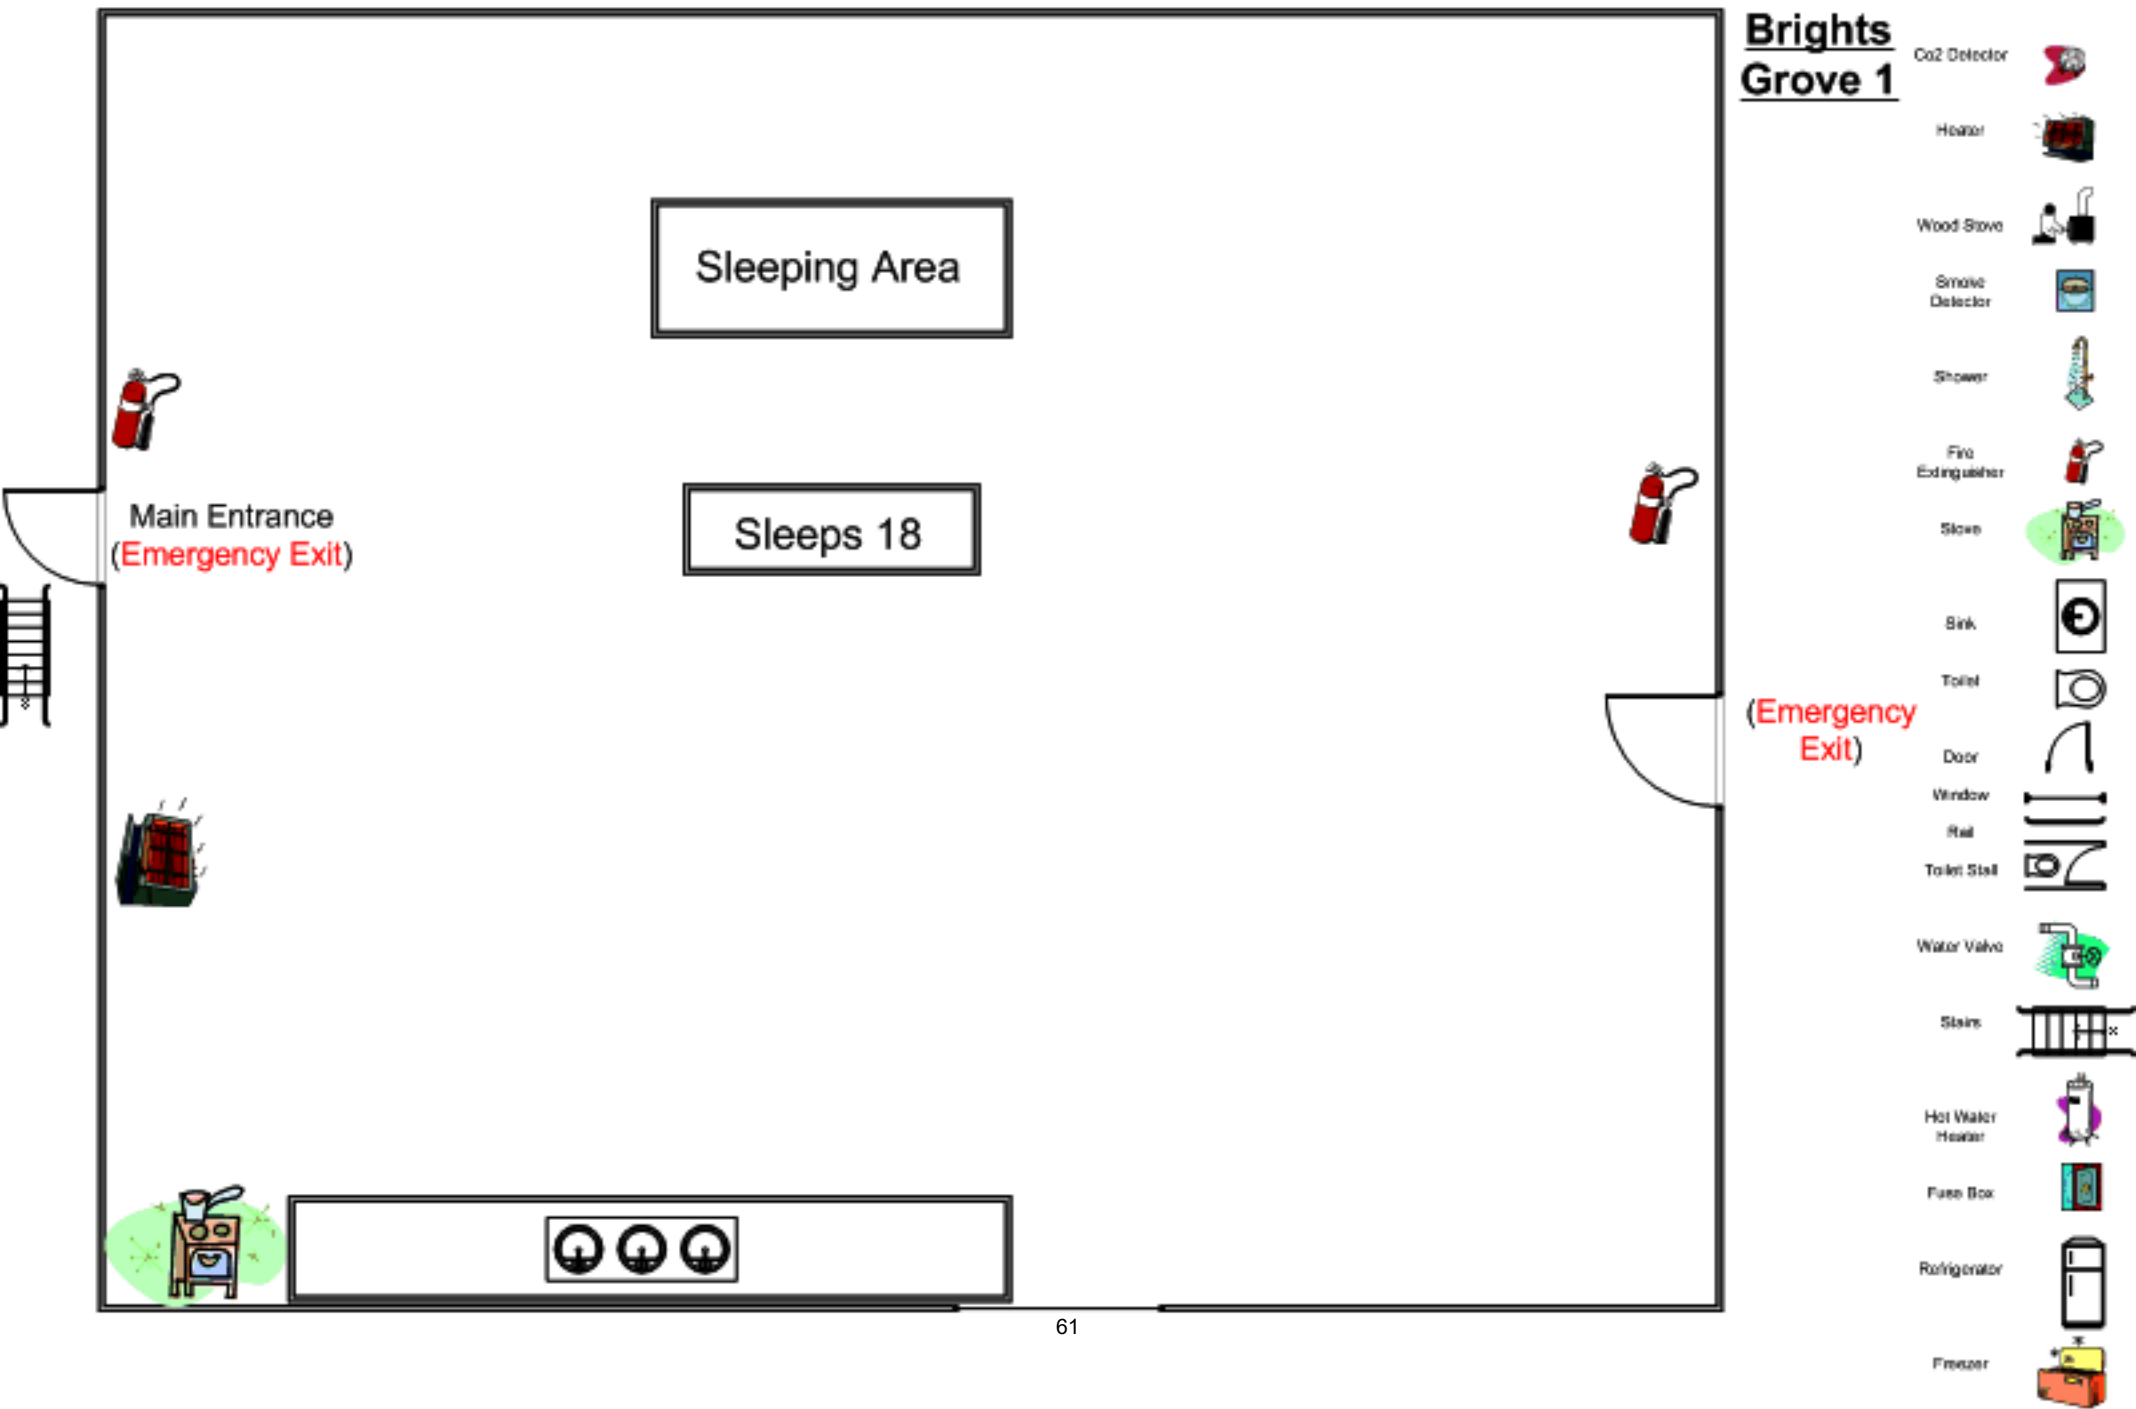 Brights
Grove 1
Sleeping Area
Sleeps 18
Main Entrance
(Emergency Exit)
(Emergency
Exit)
61
Co2 Detector
Heater
Wood Stove
Smoke
Detector
Shower
Fire
Extinguisher
Stove
Sink
Toilet
Door
Window
Rail
Toilet Stall
Water Valve
Stairs
Hot Water
Heater
Fuse Box
Refrigerator
Freezer